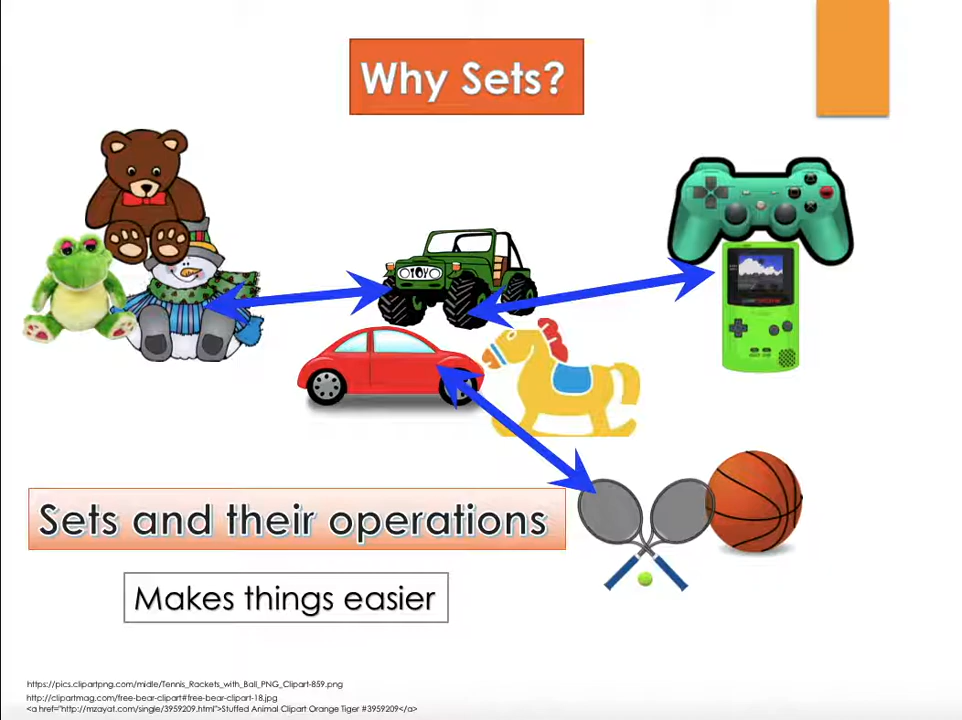 Why Sets?
TOYO
Sets and their operations
Makes things easier
https://pics.clipartpng.com/midle/Tennis_Rackets_with_Ball_PNG_Clipart-859.png
http://clipartmag.com/free-bear-clipart#free-bear-clipart-18.jpg
<a href="http://mzayat.com/single/3959209.html">Stuffed Animal Clipart Orange Tiger #3959209</a>